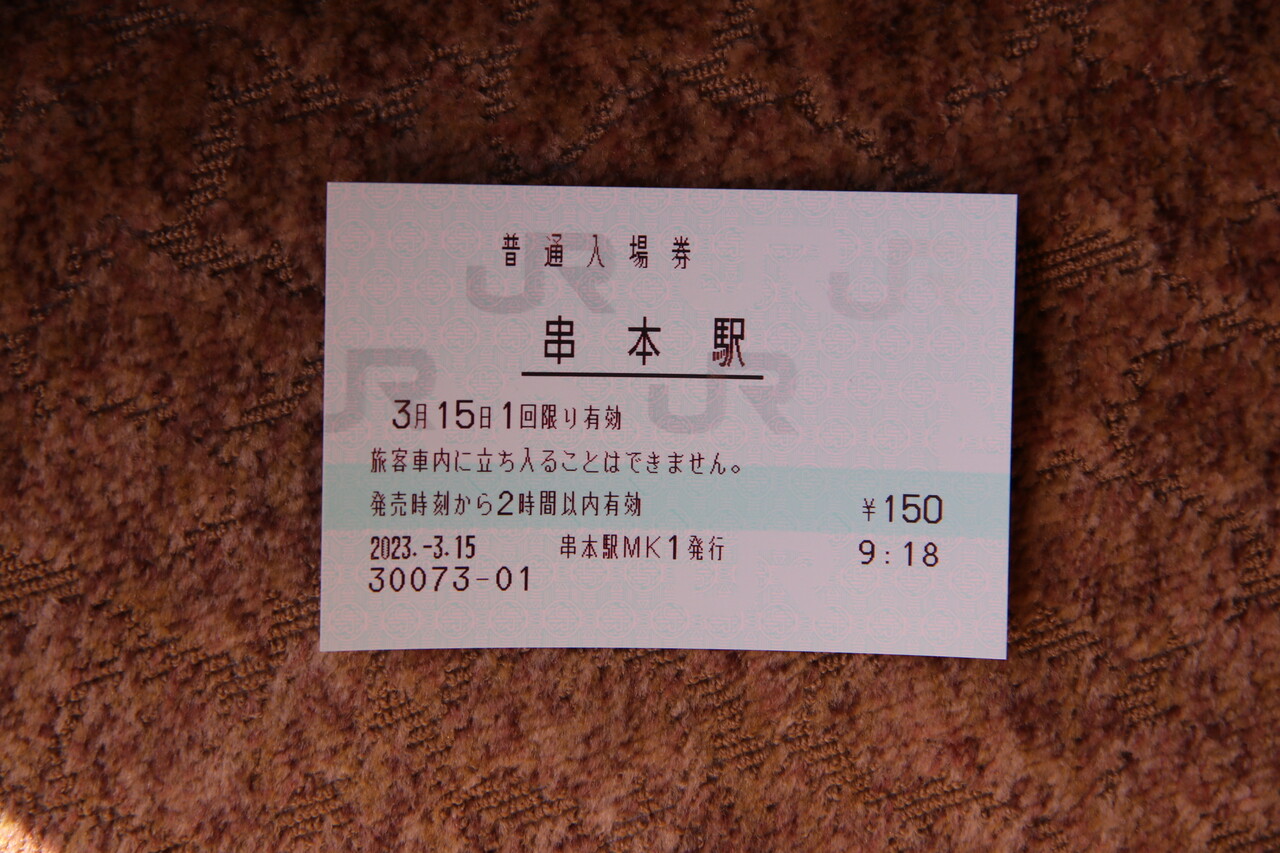 普通入場券
串本駅
3月15日1回限り有効
旅客車内に立ち入ることはできません。
発売時刻から2時間以内有効 ¥150
2023.-3.15 串本駅MK1発行 9:18
30073-01